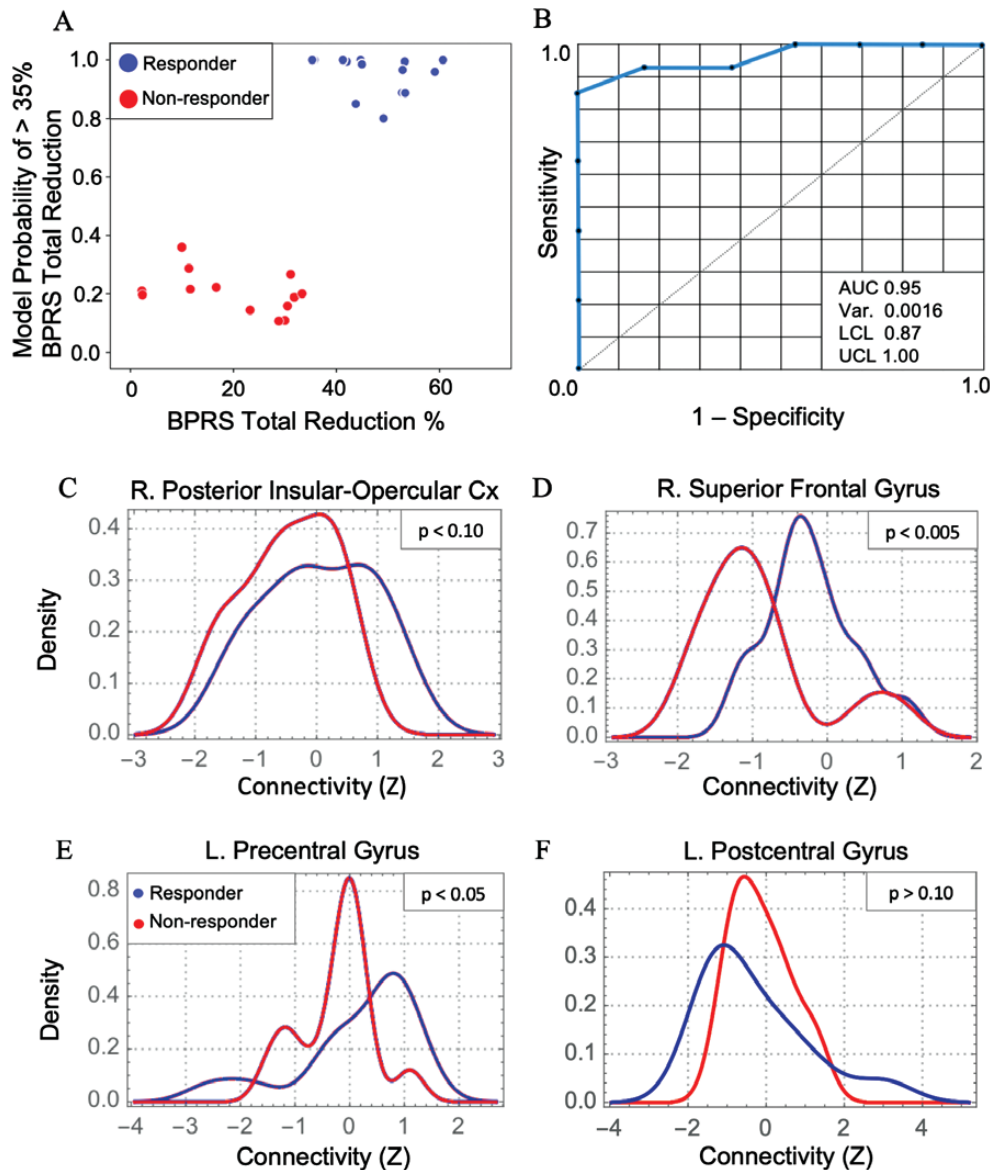 A
Model Probability of > 35%
BPRS Total Reduction
Responder
Non-responder
1.0
0.8
0.6
0.4
0.2
0.0
0 20 40 60
BPRS Total Reduction %
B
1.0
Sensitivity
AUC 0.95
Var. 0.0016
LCL 0.87
UCL 1.00
0.0 1.0
1 – Specificity
C
R. Posterior Insular-Opercular Cx
p < 0.10
Density
0.4
0.3
0.2
0.1
0.0
−3 −2 −1 0 1 2 3
Connectivity (Z)
D
R. Superior Frontal Gyrus
p < 0.005
0.7
0.6
0.5
0.4
0.3
0.2
0.1
0.0
−3 −2 −1 0 1 2
Connectivity (Z)
E
L. Precentral Gyrus
Responder
Non-responder
p < 0.05
Density
0.8
0.6
0.4
0.2
0.0
−4 −3 −2 −1 0 1 2
Connectivity (Z)
F
L. Postcentral Gyrus
p > 0.10
0.4
0.3
0.2
0.1
0.0
−4 −2 0 2 4
Connectivity (Z)